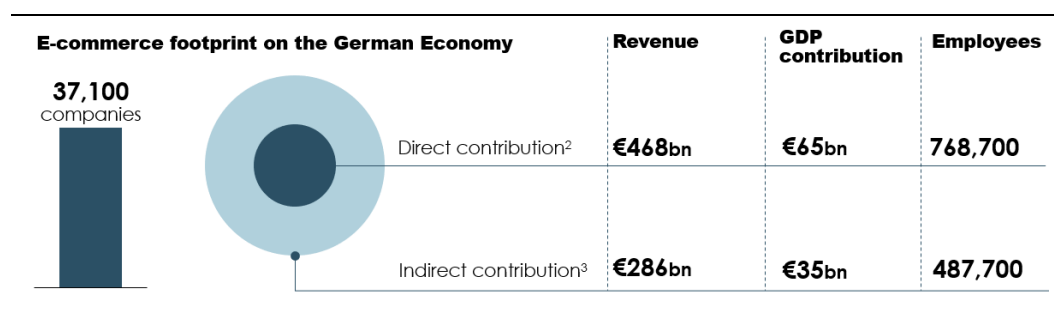 E-commerce footprint on the German Economy
Revenue
GDP
contribution
Employees
37,100
companies
Direct contribution²
€468bn
€65bn
768,700
Indirect contribution³
€286bn
€35bn
487,700